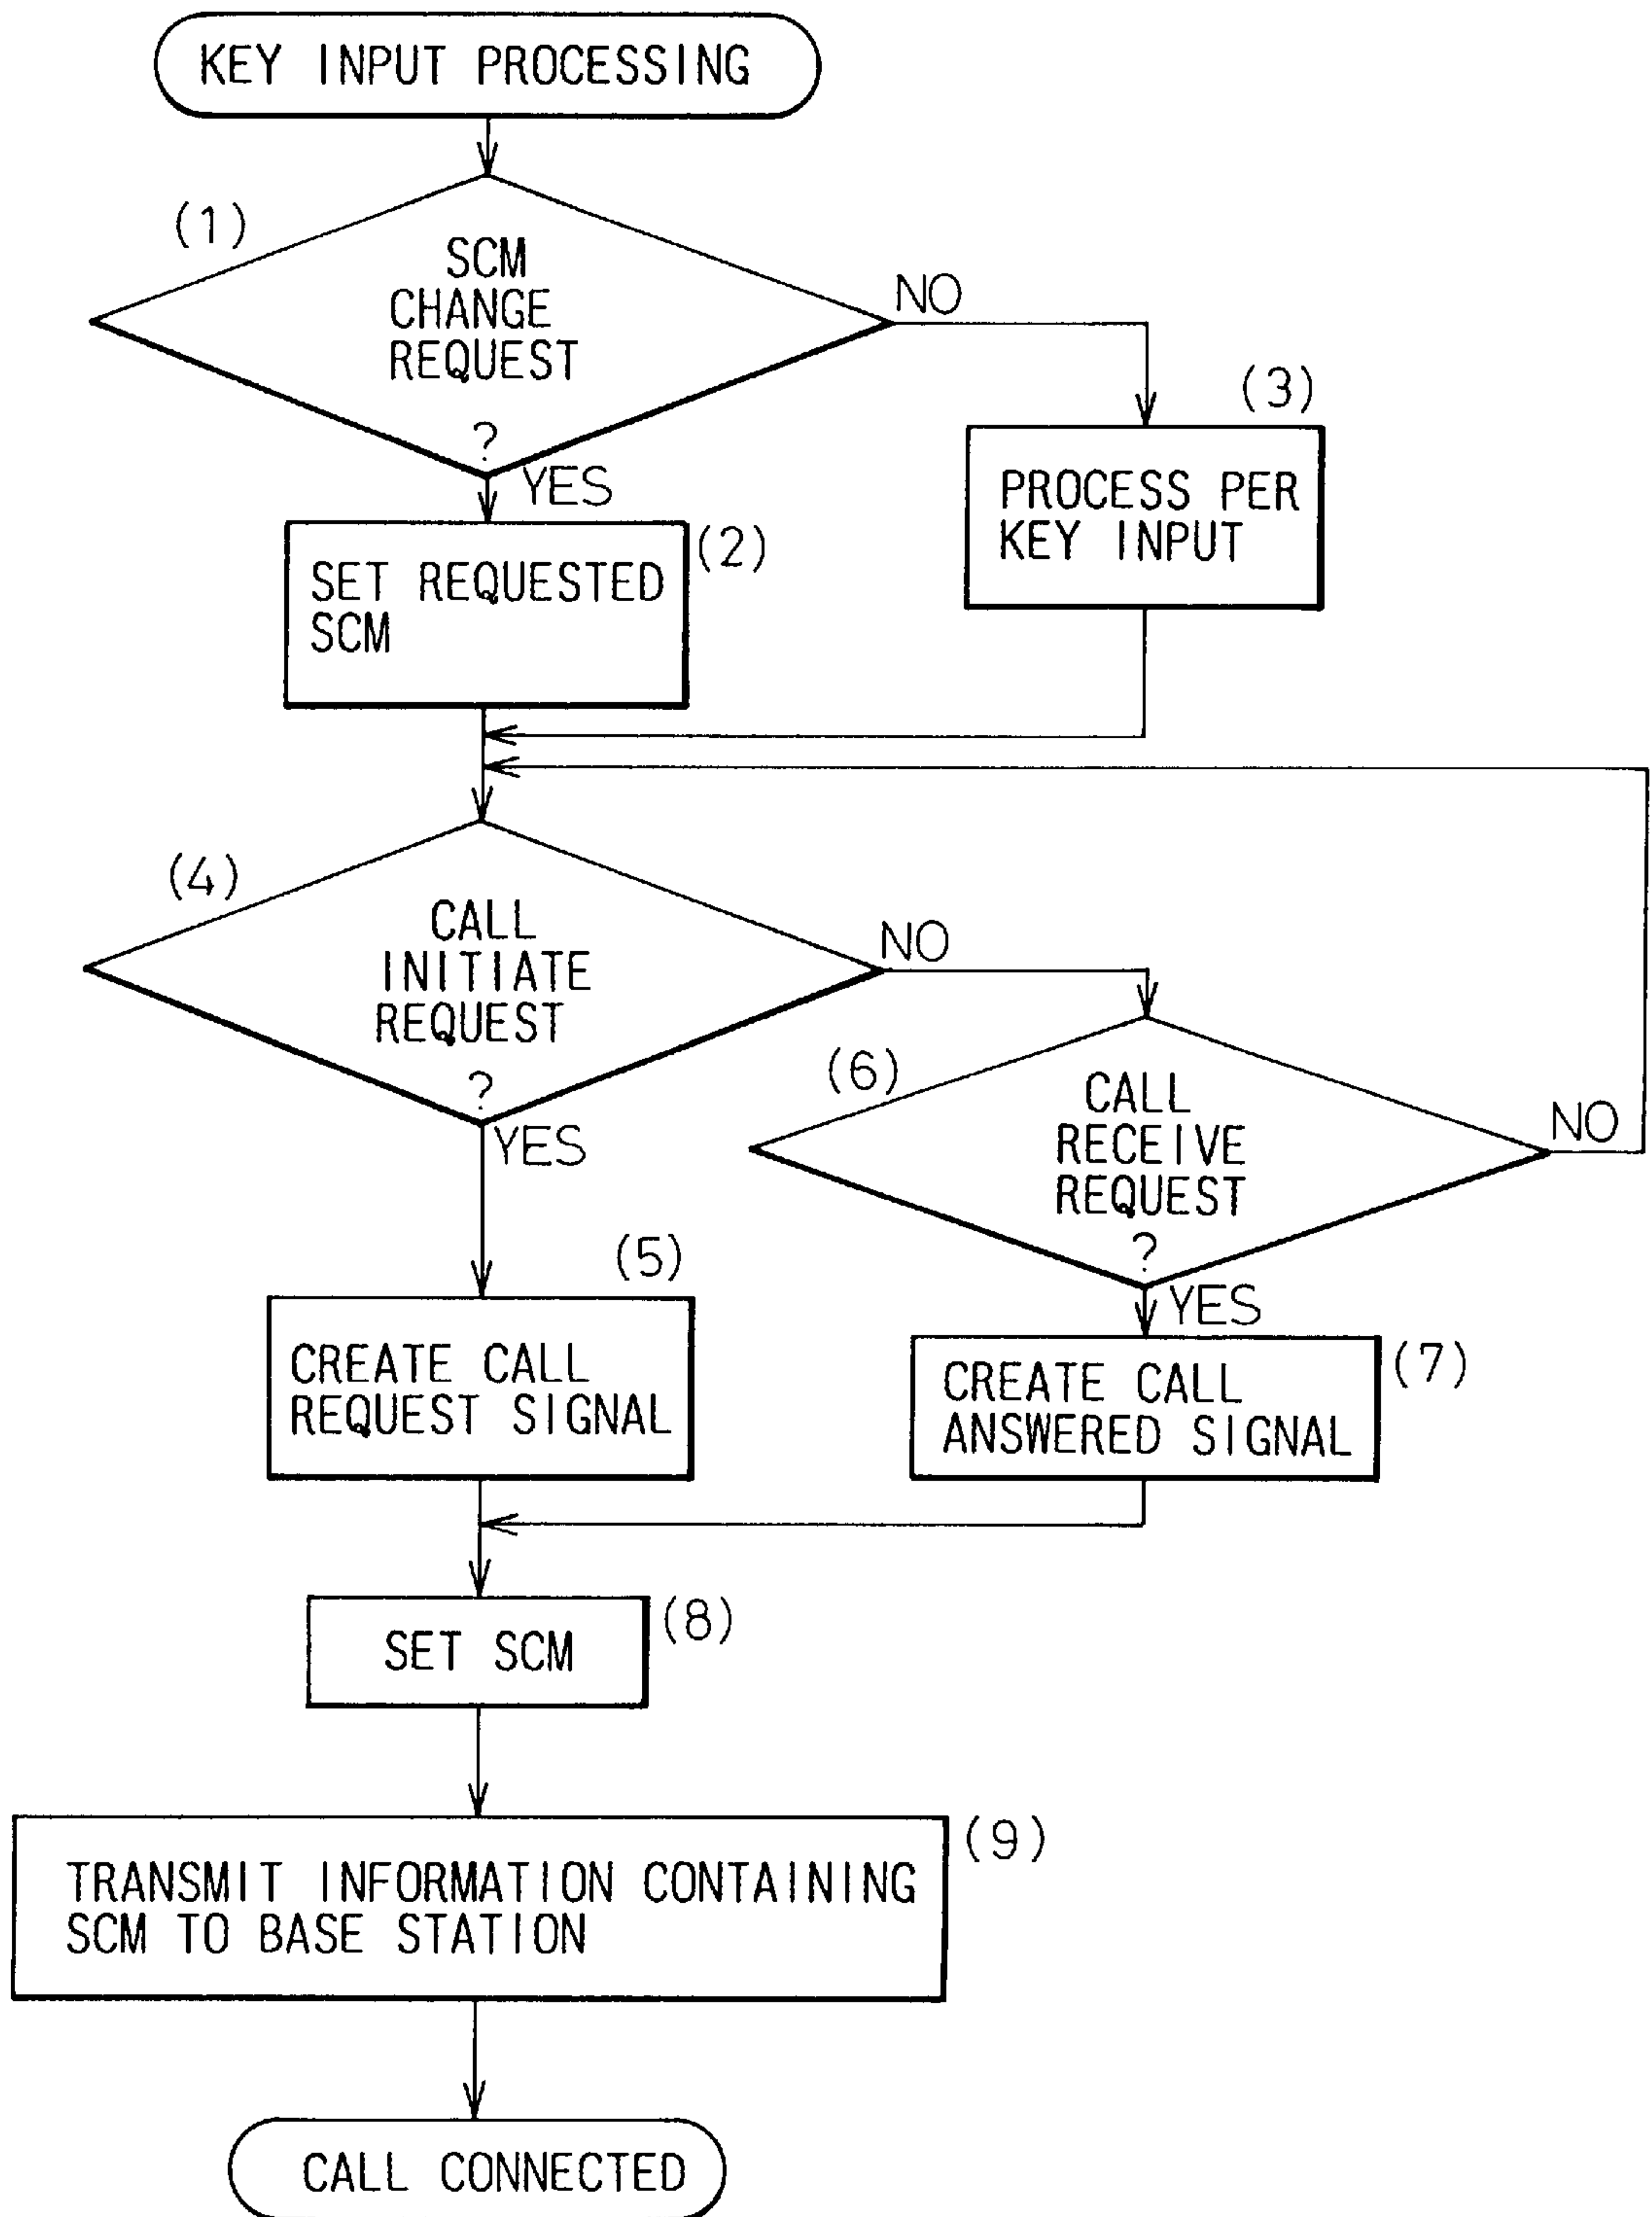 KEY INPUT PROCESSING
(1)
SCM
CHANGE
REQUEST
?
NO
YES
(2)
SET REQUESTED
SCM
(3)
PROCESS PER
KEY INPUT
(4)
CALL
INITIATE
REQUEST
?
NO
YES
(6)
CALL
RECEIVE
REQUEST
?
NO
YES
(5)
CREATE CALL
REQUEST SIGNAL
(7)
CREATE CALL
ANSWERED SIGNAL
(8)
SET SCM
(9)
TRANSMIT INFORMATION CONTAINING
SCM TO BASE STATION
CALL CONNECTED